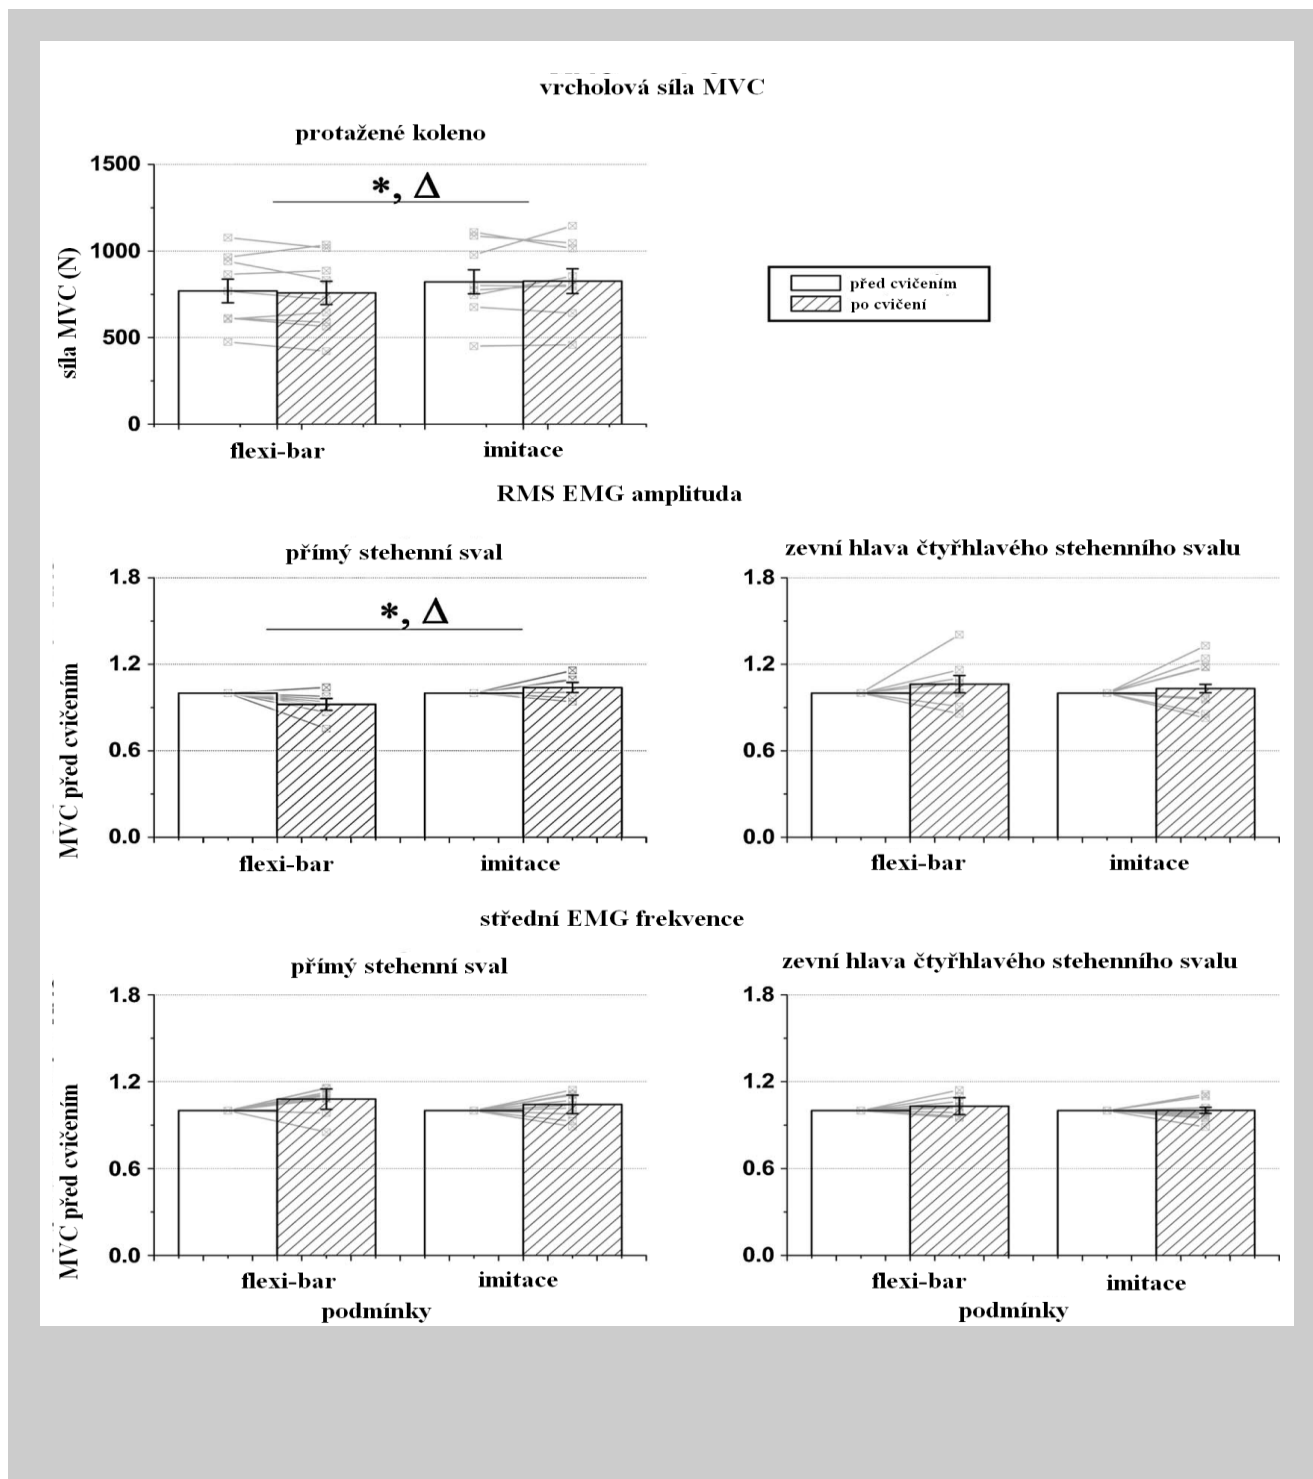 vrcholová síla MVC
protažené koleno
1500
1000
500
0
síla MVC (N)
*, Δ
flexi-bar
imitace
před cvičením
po cvičení
RMS EMG amplituda
přímý stehenní sval
1.8
1.2
0.6
0.0
MVC před cvičením
*, Δ
flexi-bar
imitace
zevní hlava čtyřhlavého stehenního svalu
1.8
1.2
0.6
0.0
flexi-bar
imitace
střední EMG frekvence
přímý stehenní sval
1.8
1.2
0.6
0.0
MVC před cvičením
flexi-bar
imitace
podmínky
zevní hlava čtyřhlavého stehenního svalu
1.8
1.2
0.6
0.0
flexi-bar
imitace
podmínky